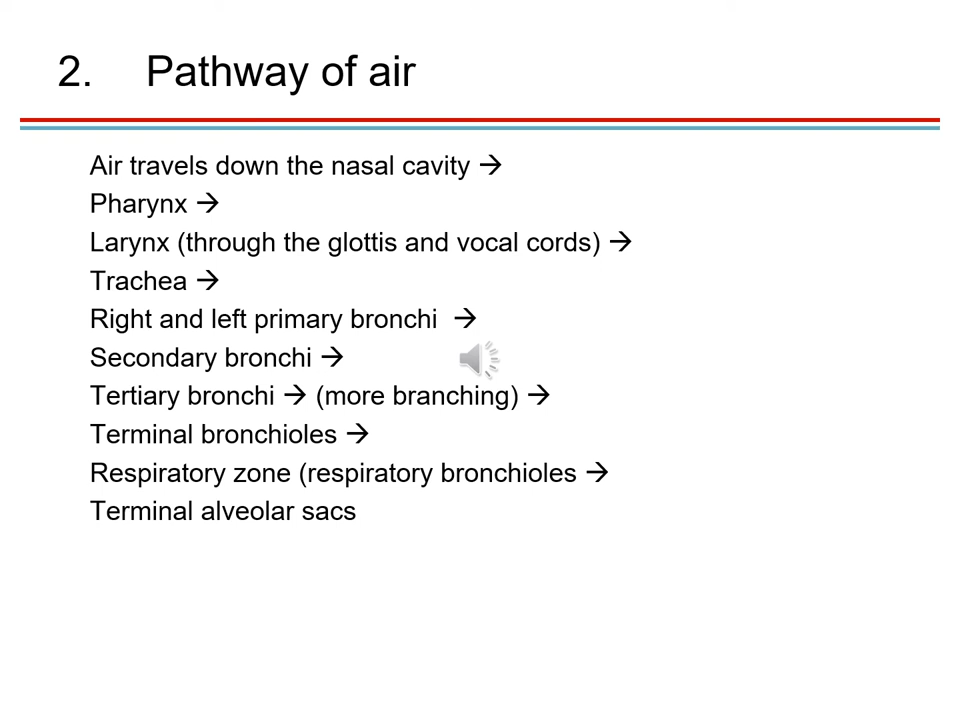 2. Pathway of air
Air travels down the nasal cavity →
Pharynx →
Larynx (through the glottis and vocal cords) →
Trachea →
Right and left primary bronchi →
Secondary bronchi →
Tertiary bronchi → (more branching) →
Terminal bronchioles →
Respiratory zone (respiratory bronchioles →
Terminal alveolar sacs